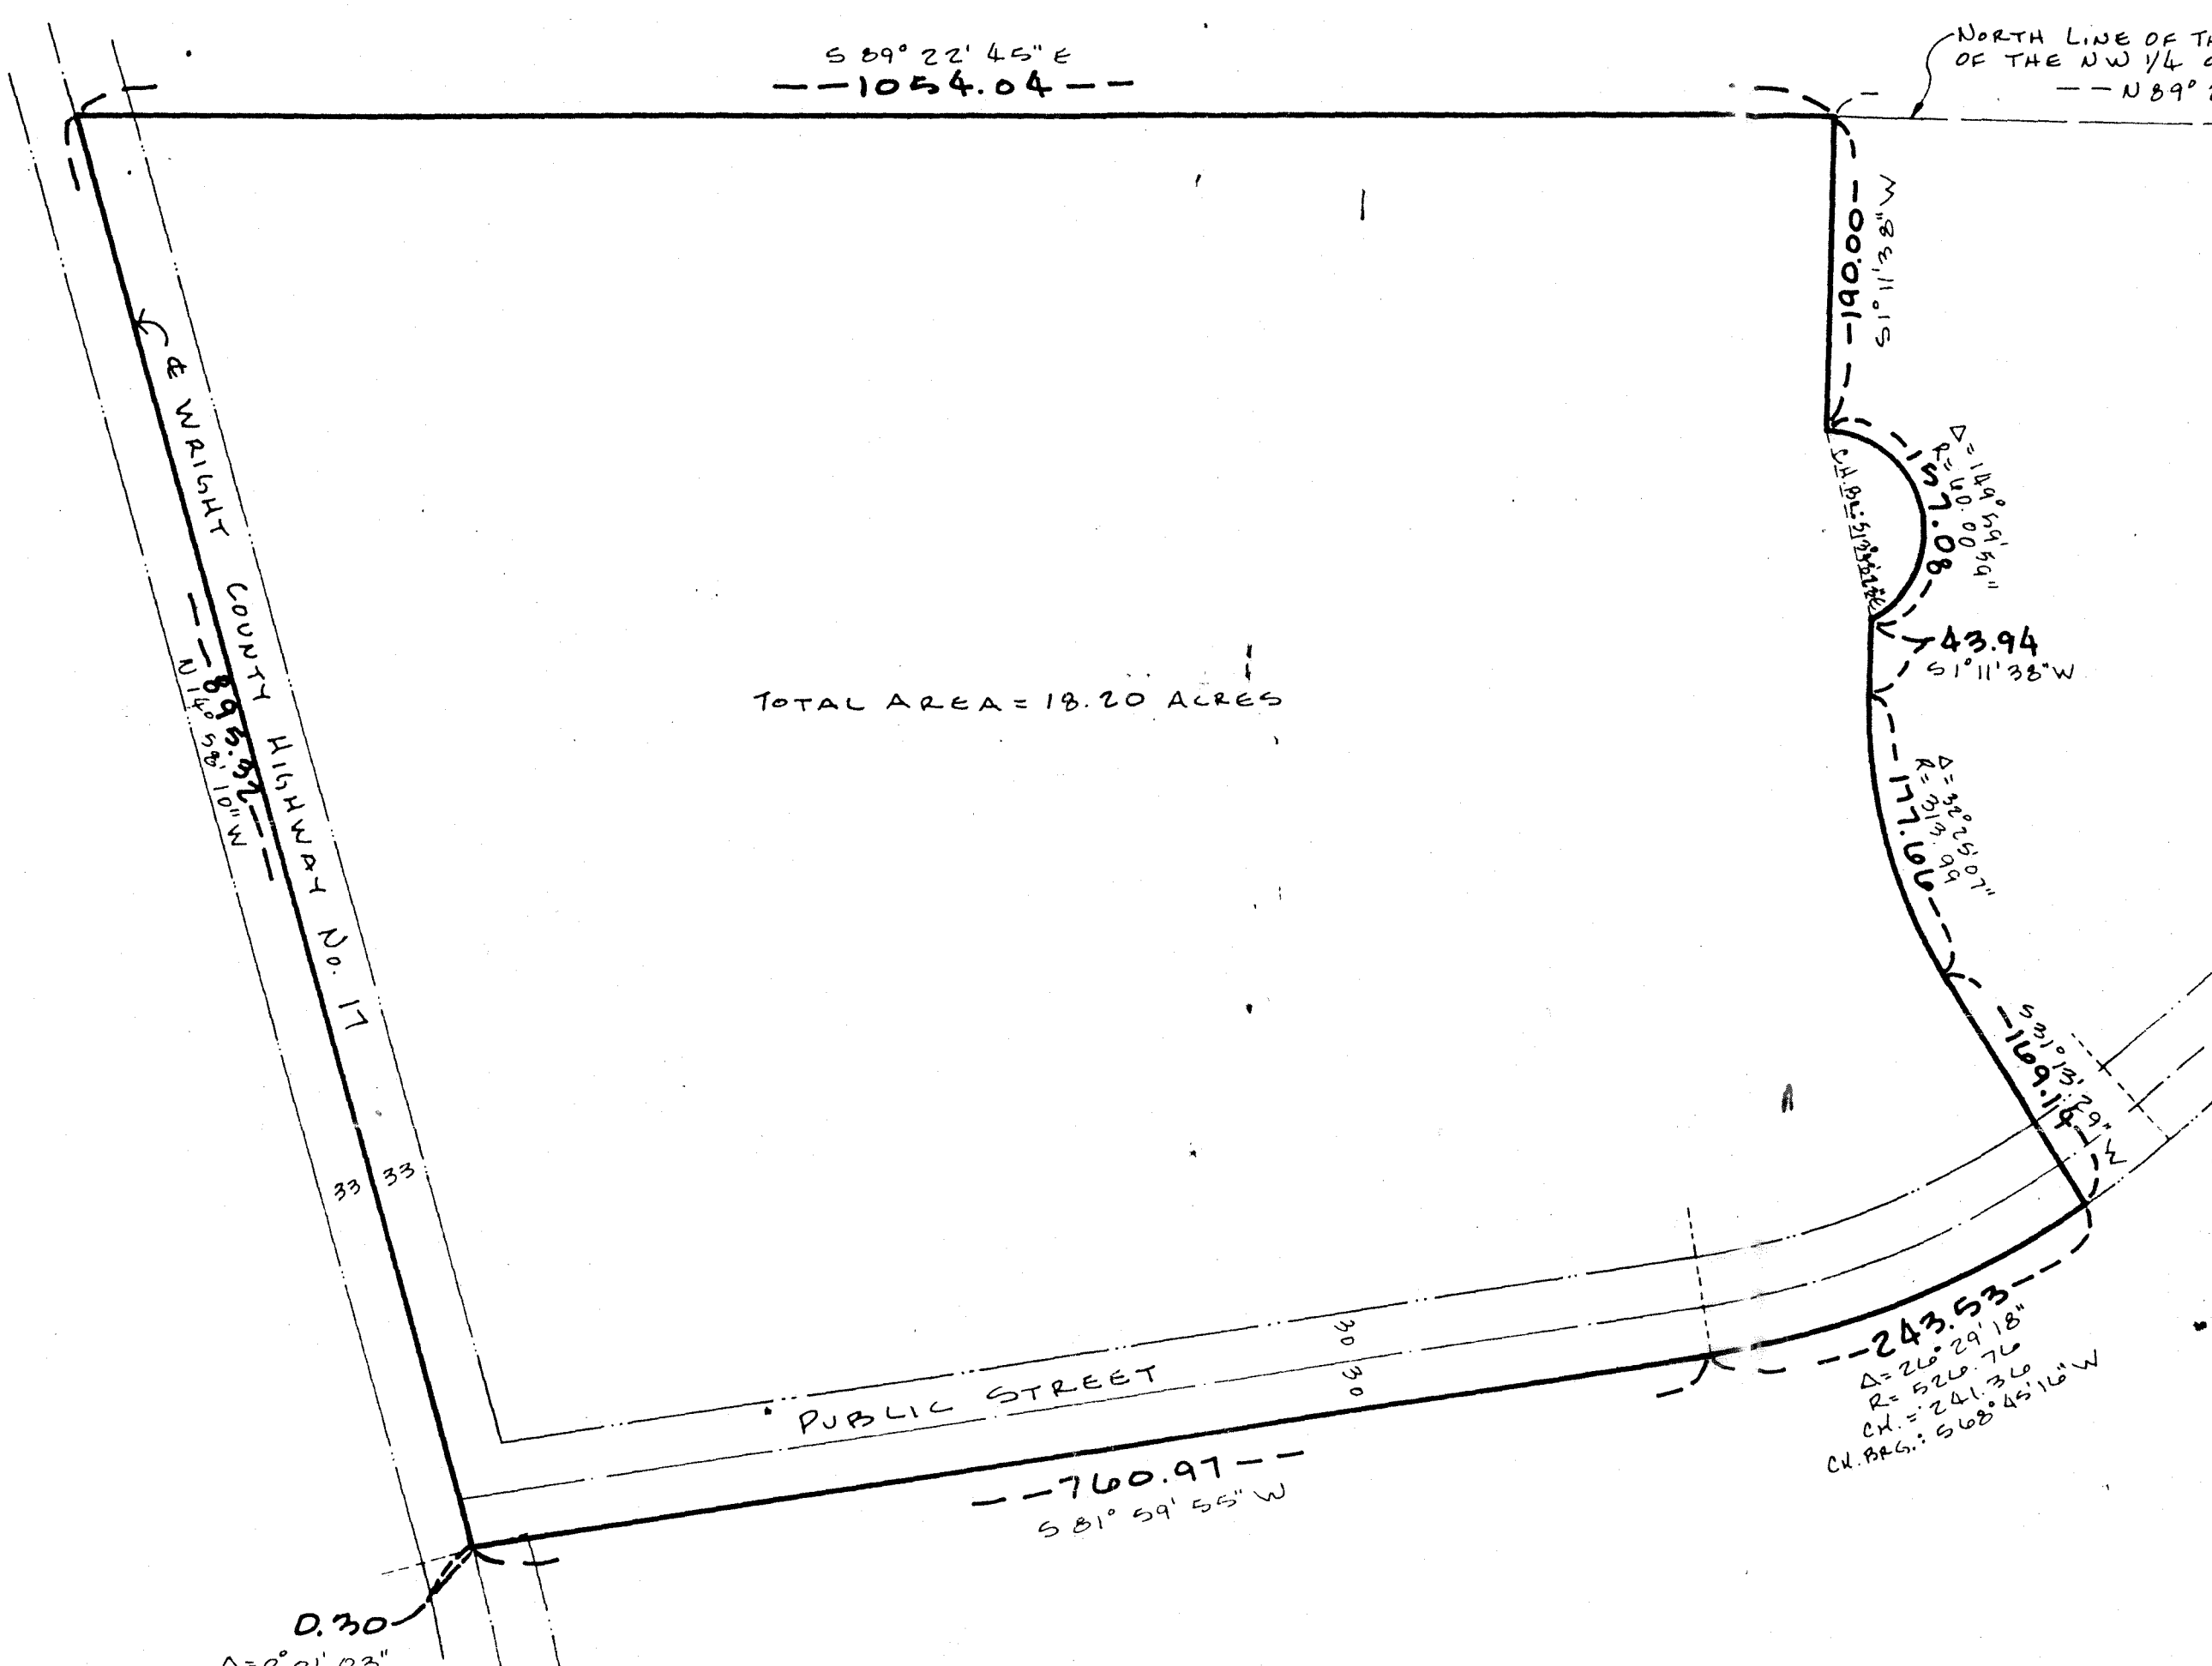 S 89° 22' 45" E
--1054.04--
NORTH LINE OF TH
OF THE NW 1/4
-- N 89°
-190.00-
S 1° 11' 38" W
Δ = 149° 59' 59"
R = 60.00
157.08
43.94
S 1° 11' 38" W
Δ = 32° 25' 07"
R = 313.99
-177.66-
S 31° 13' 29" E
-169.14-
℄ WRIGHT COUNTY HIGHWAY No. 17
--895.32--
N 14° 58' 10" W
TOTAL AREA = 18.20 ACRES
33
33
30
30
PUBLIC STREET
--760.97--
S 81° 59' 55" W
--243.53--
Δ = 26° 29' 18"
R = 526.76
CH. = 241.36
CH. BRG.: S 68° 45' 16" W
0.30